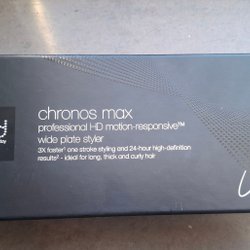 chronos max
professional HD motion-responsive™
wide plate styler
3X faster¹ one stroke styling and 24-hour high-definition
results² - ideal for long, thick and curly hair